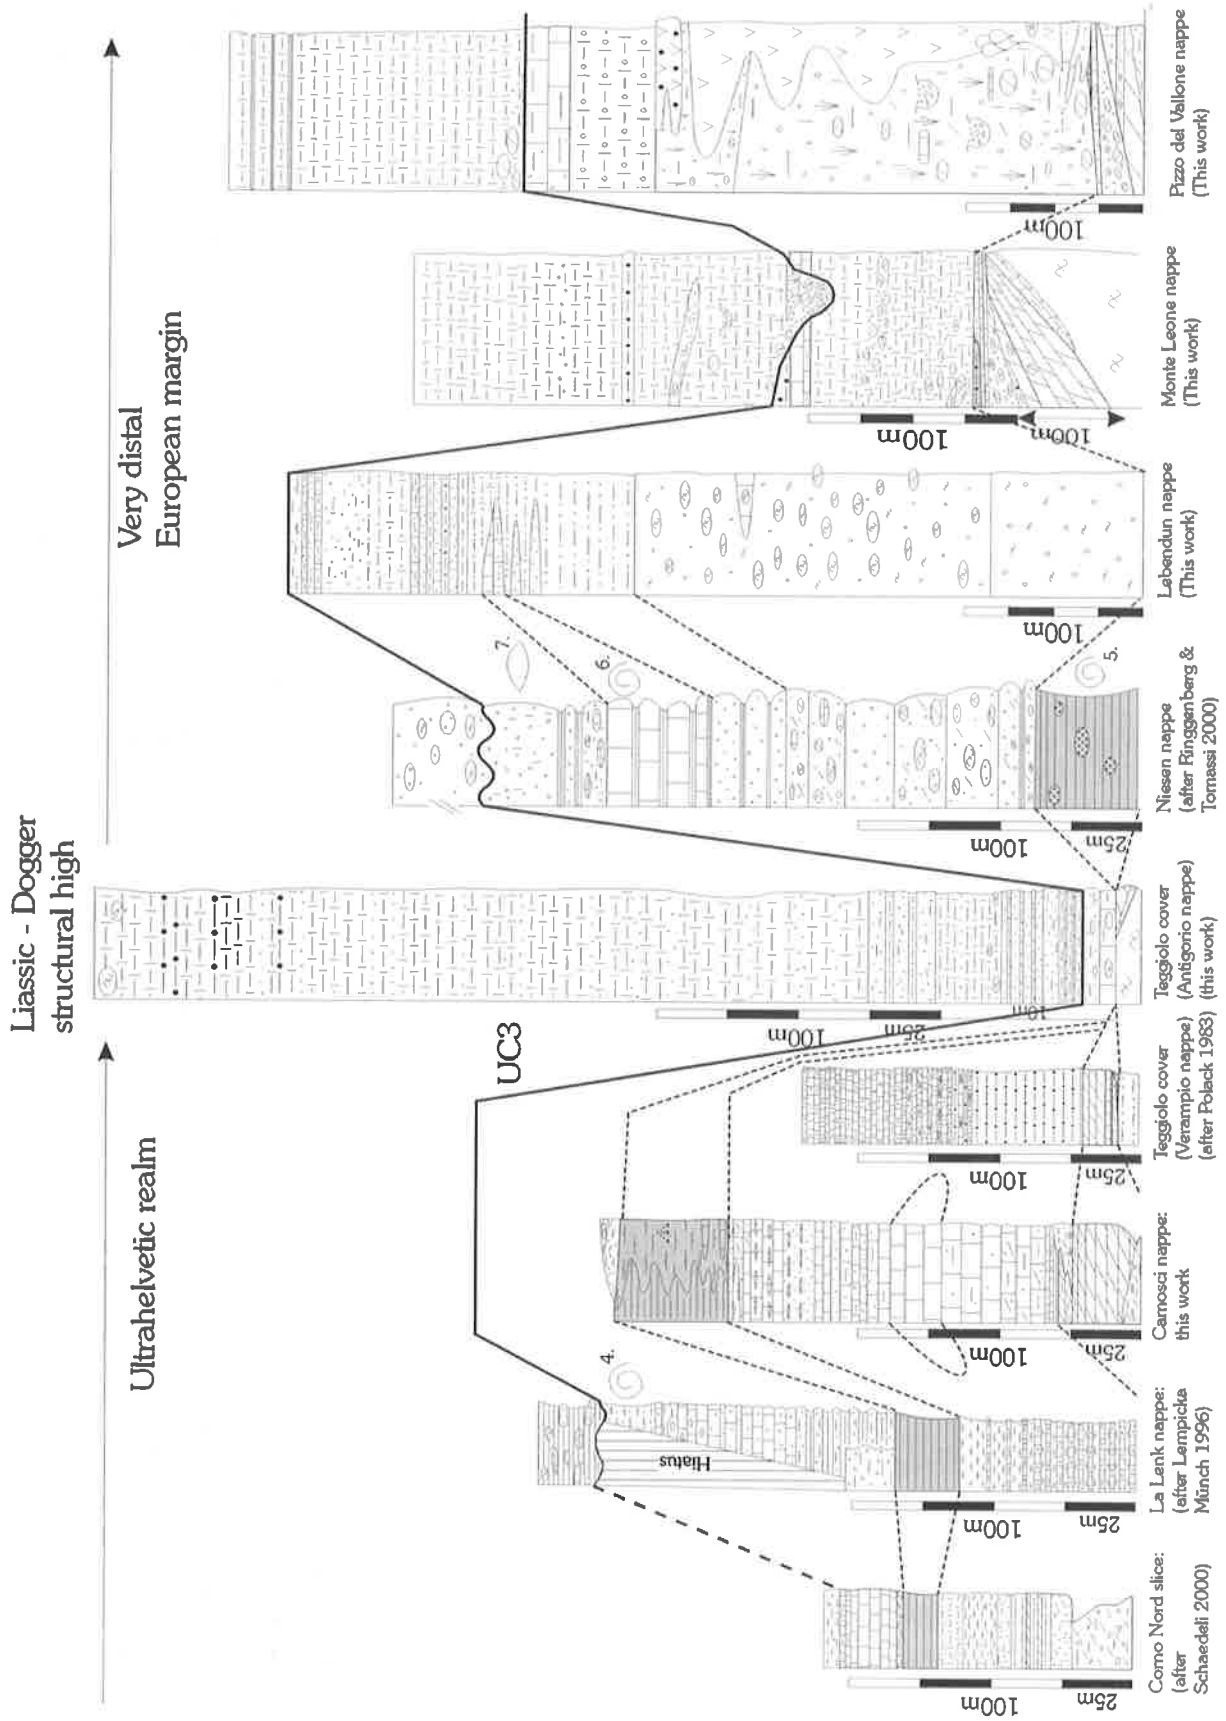 Liassic - Dogger
structural high
Ultrahelvetic realm
Very distal
European margin
UC3
Hiatus
4.
5.
6.
7.
100m
25m
Corno Nord slice:
(after
Schaedeli 2000)
100m
25m
La Lenk nappe:
(after Lempicka
Münch 1996)
100m
25m
Camosci nappe:
this work
100m
25m
Teggiolo cover
(Verampio nappe)
(after Polack 1983)
100m
25m
10m
Teggiolo cover
(Antigorio nappe)
(this work)
100m
25m
Niesen nappe
(after Ringgenberg &
Tomassi 2000)
100m
Lebendun nappe
(This work)
100m
100m
Monte Leone nappe
(This work)
100m
Pizzo del Vallone nappe
(This work)